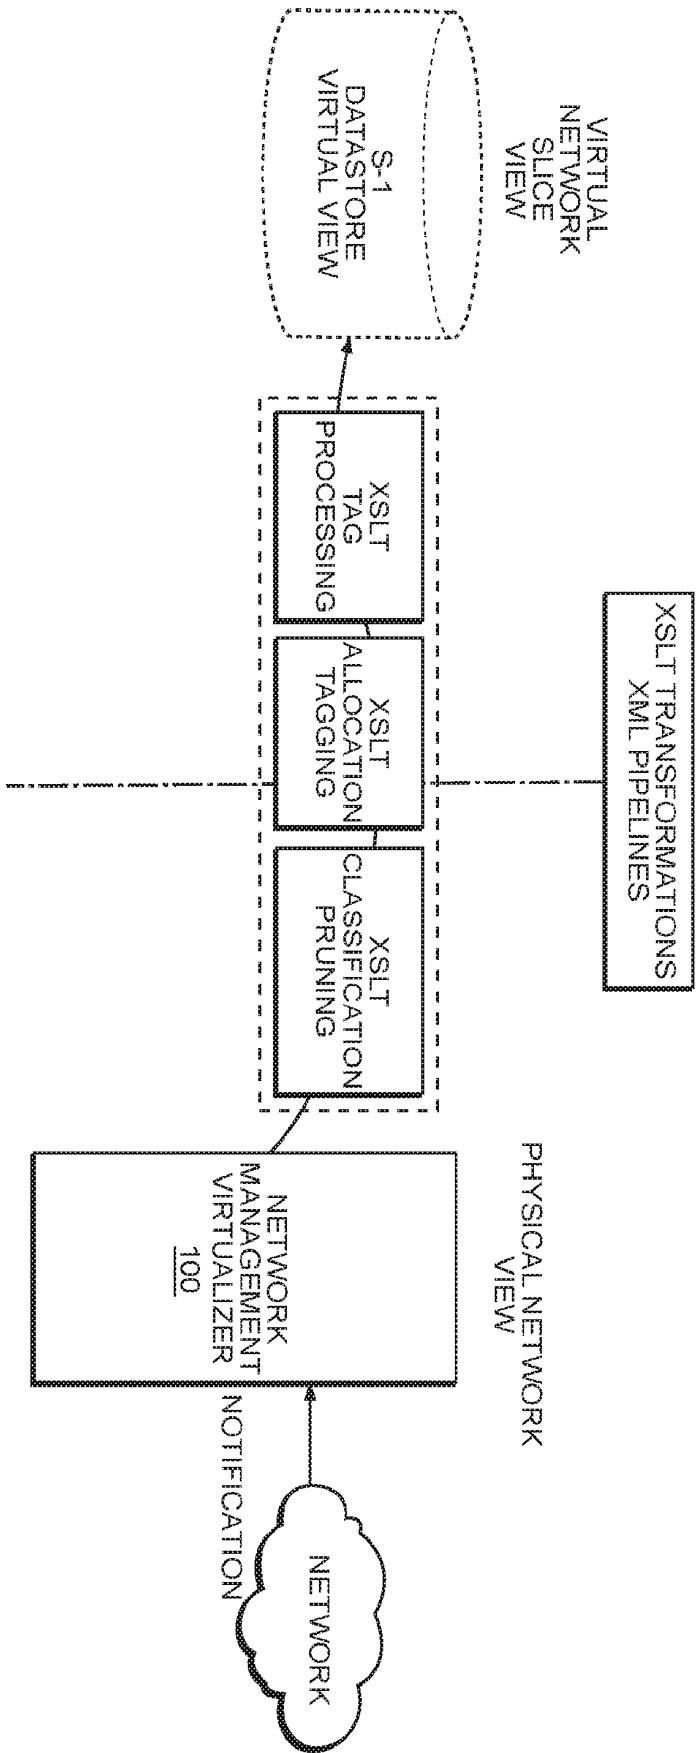 XSLT TRANSFORMATIONS
XML PIPELINES
VIRTUAL
NETWORK
SLICE
VIEW
PHYSICAL NETWORK
VIEW
S-1
DATASTORE
VIRTUAL VIEW
XSLT
TAG
PROCESSING
XSLT
ALLOCATION
TAGGING
XSLT
CLASSIFICATION
PRUNING
NETWORK
MANAGEMENT
VIRTUALIZER
100
NOTIFICATION
NETWORK